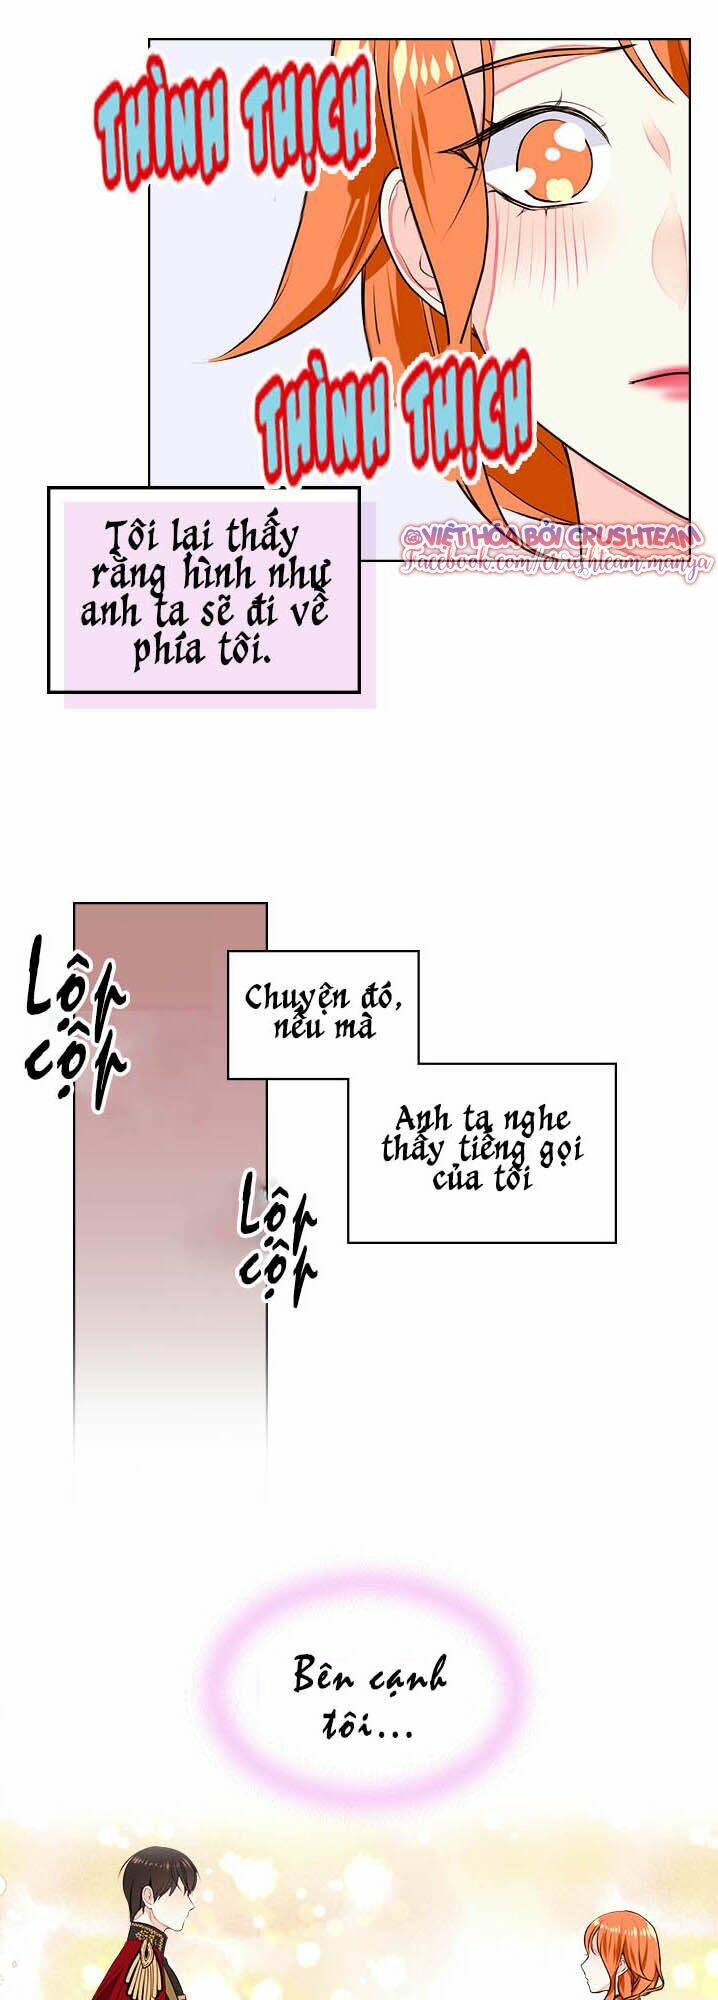 THÌNH THỊCH
THÌNH THỊCH
Tôi lại thấy
rằng hình như
anh ta sẽ đi về
phía tôi.
@VIỆT HÓA BỞI CRUSHTEAM
Facebook.com/Crushteam.manga
Lộp
cộp
Chuyện đó,
nếu mà
Anh ta nghe
thấy tiếng gọi
của tôi
Lộp
cộp
Bên cạnh
tôi...